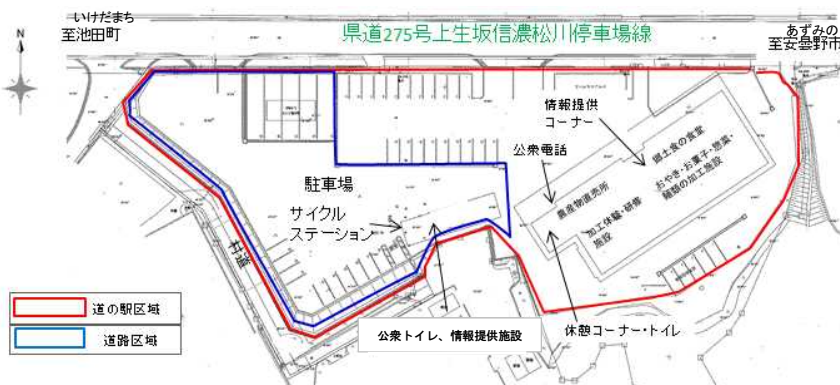 いけだまち
至池田町
県道275号上生坂信濃松川停車場線
あずみの
至安曇野市
N
情報提供
コーナー
公衆電話
郷土食の食堂
おやき・お菓子・惣菜・
麺類の加工施設
農産物直売所
加工体験・研修
施設
駐車場
サイクル
ステーション
村道
道の駅区域
道路区域
公衆トイレ、情報提供施設
休憩コーナー・トイレ